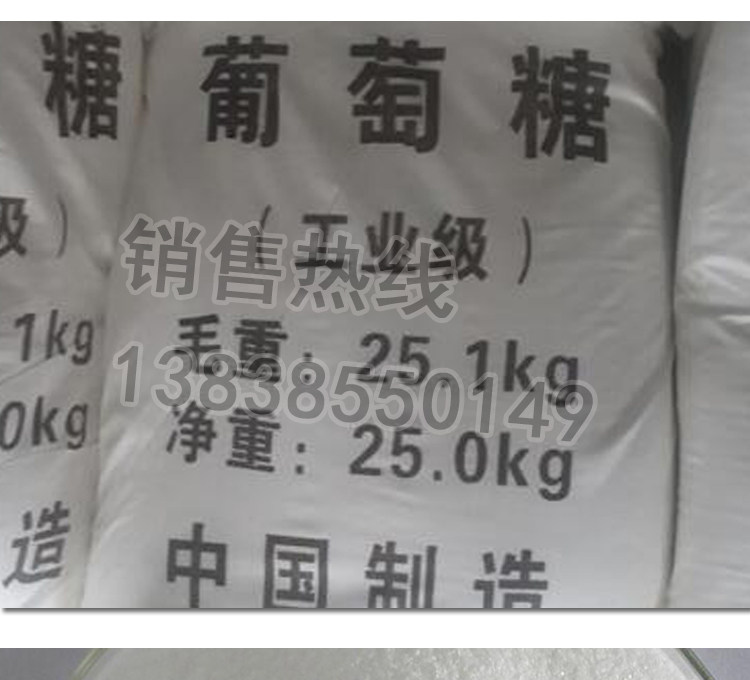 糖
葡萄糖
级）
（工业级）
销售热线
1kg
毛重：25.1kg
13838550149
0kg
净重：25.0kg
造
中国制造